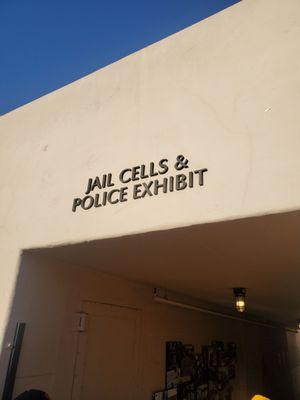 JAIL CELLS &
POLICE EXHIBIT